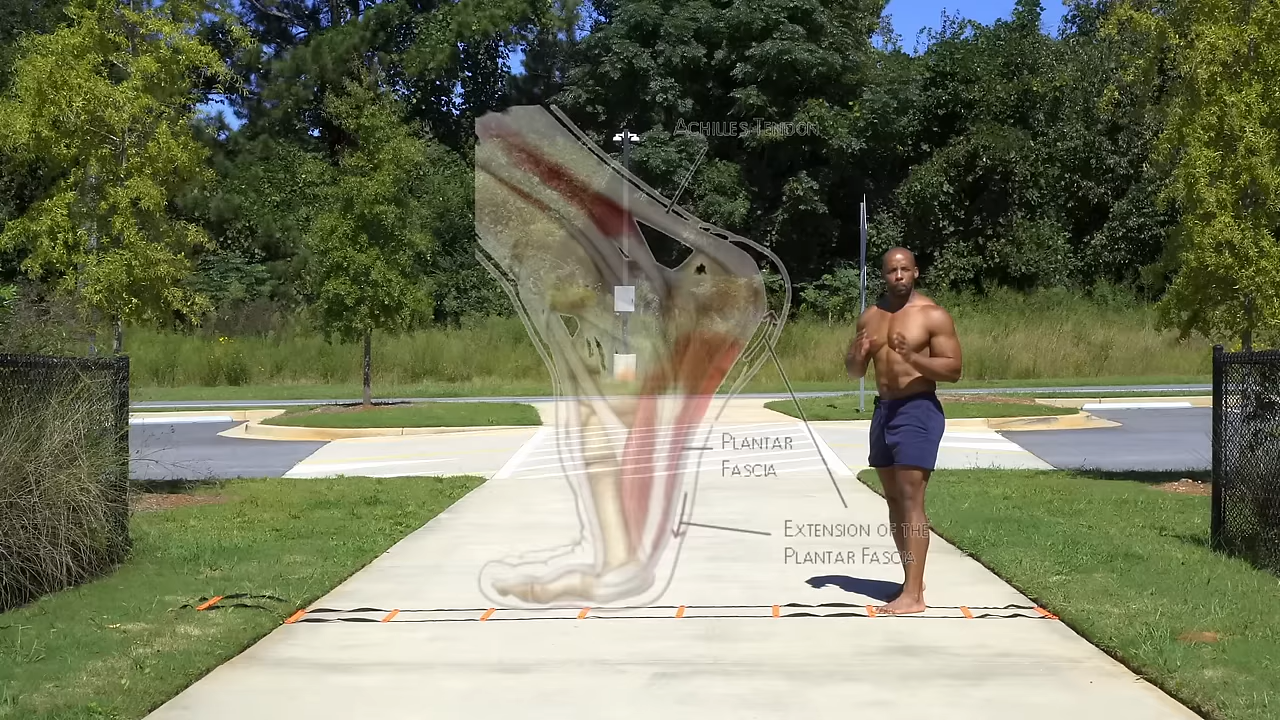 Achilles Tendon
Plantar
Fascia
Extension of the
Plantar Fascia